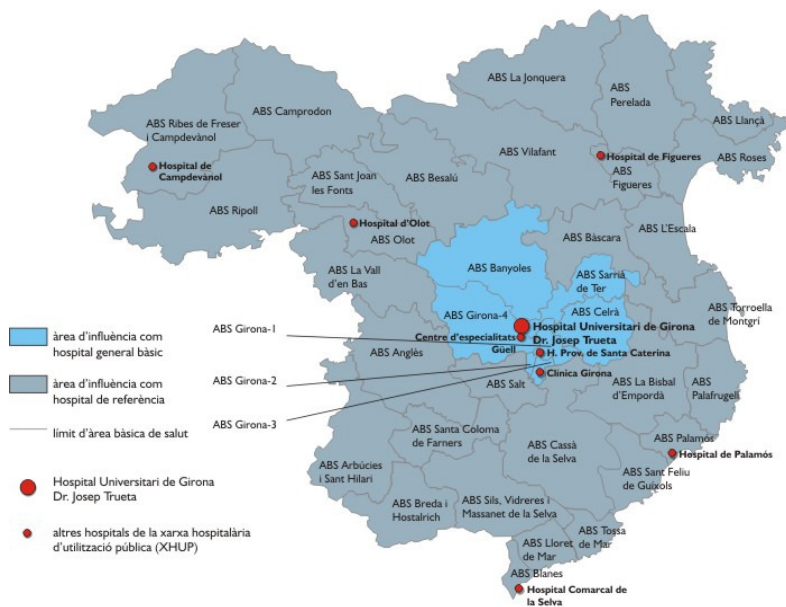 ABS La Jonquera
ABS
Perelada
ABS Camprodon
ABS Ribes de Freser
i Campdevànol
ABS Llançà
ABS Vilafant
Hospital de Figueres
ABS Roses
Hospital de
Campdevànol
ABS Sant Joan
les Fonts
ABS Besalú
ABS
Figueres
ABS Ripoll
Hospital d'Olot
ABS Olot
ABS Bàscara
ABS L'Escala
ABS La Vall
d'en Bas
ABS Banyoles
ABS Sarrià
de Ter
ABS Girona-4
ABS Celrà
ABS Torroella
de Montgrí
ABS Girona-1
Hospital Universitari de Girona
Dr. Josep Trueta
Centre d'especialitats
Güell
àrea d'influència com
hospital general bàsic
ABS Anglès
H. Prov. de Santa Caterina
ABS Girona-2
Clínica Girona
ABS Salt
ABS La Bisbal
d'Empordà
ABS
Palafrugell
àrea d'influència com
hospital de referència
ABS Girona-3
límit d'àrea bàsica de salut
ABS Santa Coloma
de Farners
ABS Cassà
de la Selva
ABS Palamós
Hospital de Palamós
ABS Arbúcies
i Sant Hilari
ABS Sant Feliu
de Guíxols
Hospital Universitari de Girona
Dr. Josep Trueta
ABS Breda i
Hostalrich
ABS Sils, Vidreres i
Massanet de la Selva
altres hospitals de la xarxa hospitalària
d'utilització pública (XHUP)
ABS Tossa
de Mar
ABS Lloret
de Mar
ABS Blanes
Hospital Comarcal de
la Selva